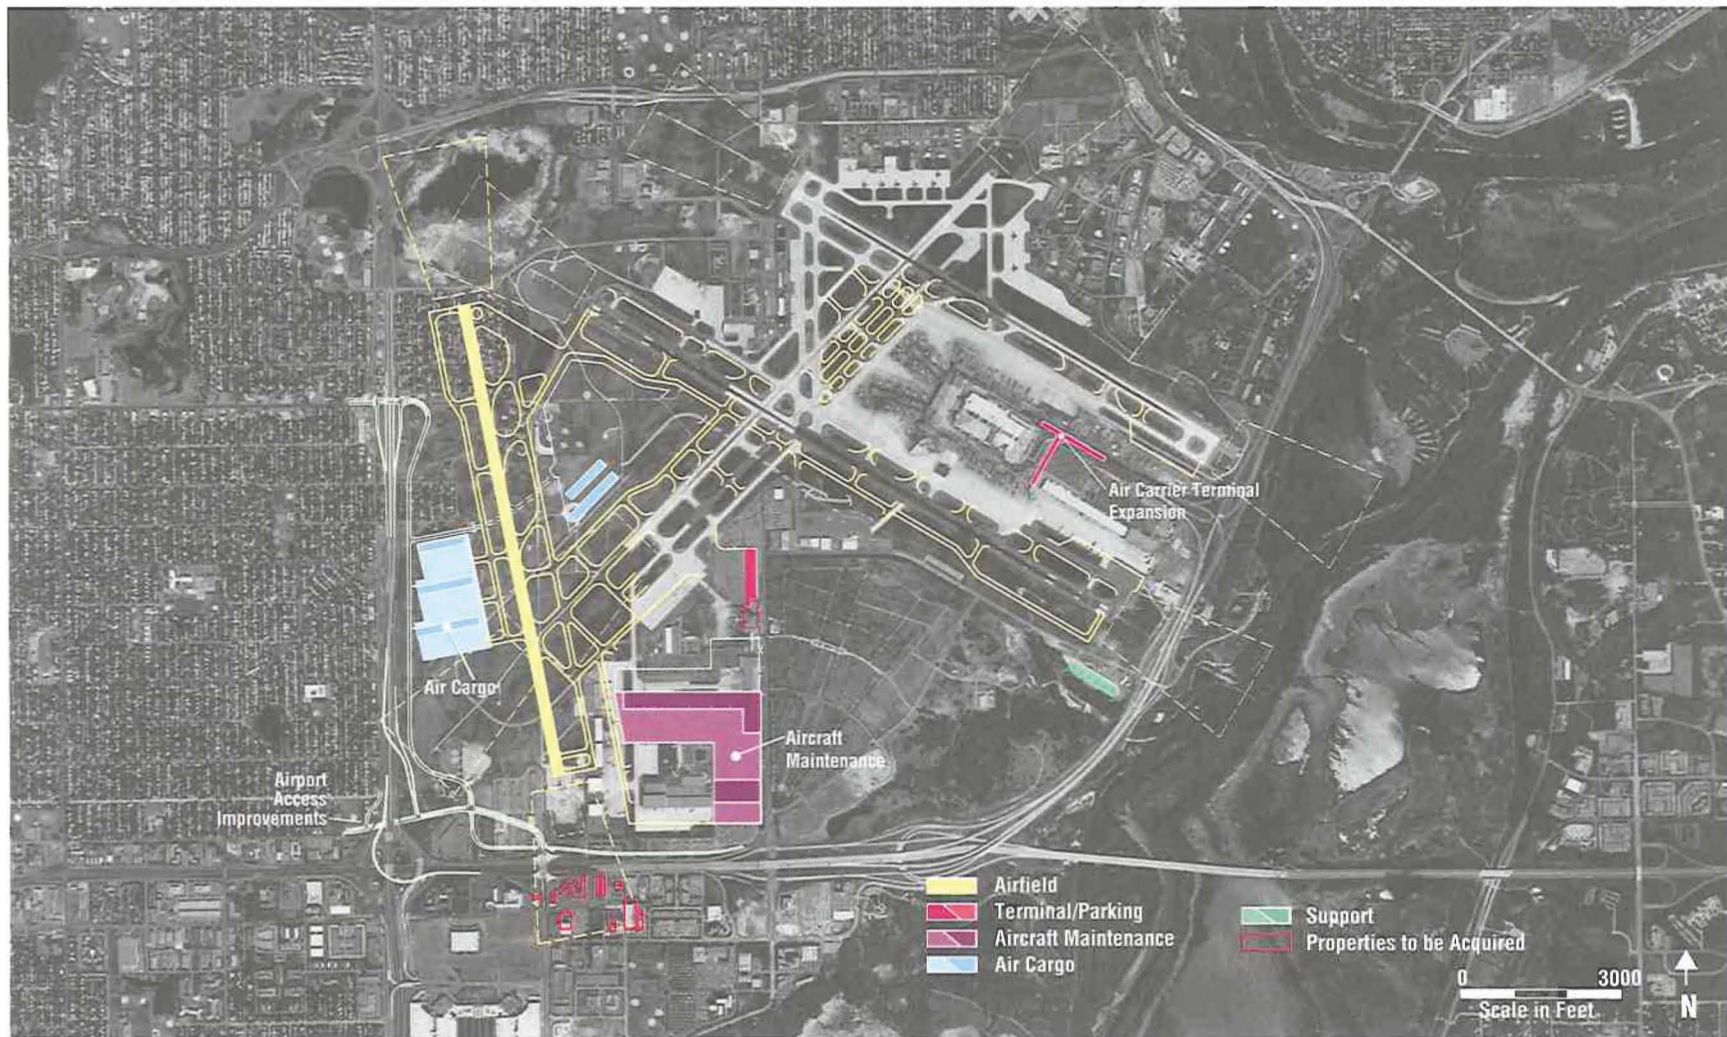 Air Carrier Terminal
Expansion
Air Cargo
Aircraft
Maintenance
Airport
Access
Improvements
Airfield
Terminal/Parking
Aircraft Maintenance
Air Cargo
Support
Properties to be Acquired
0 3000
Scale in Feet
N